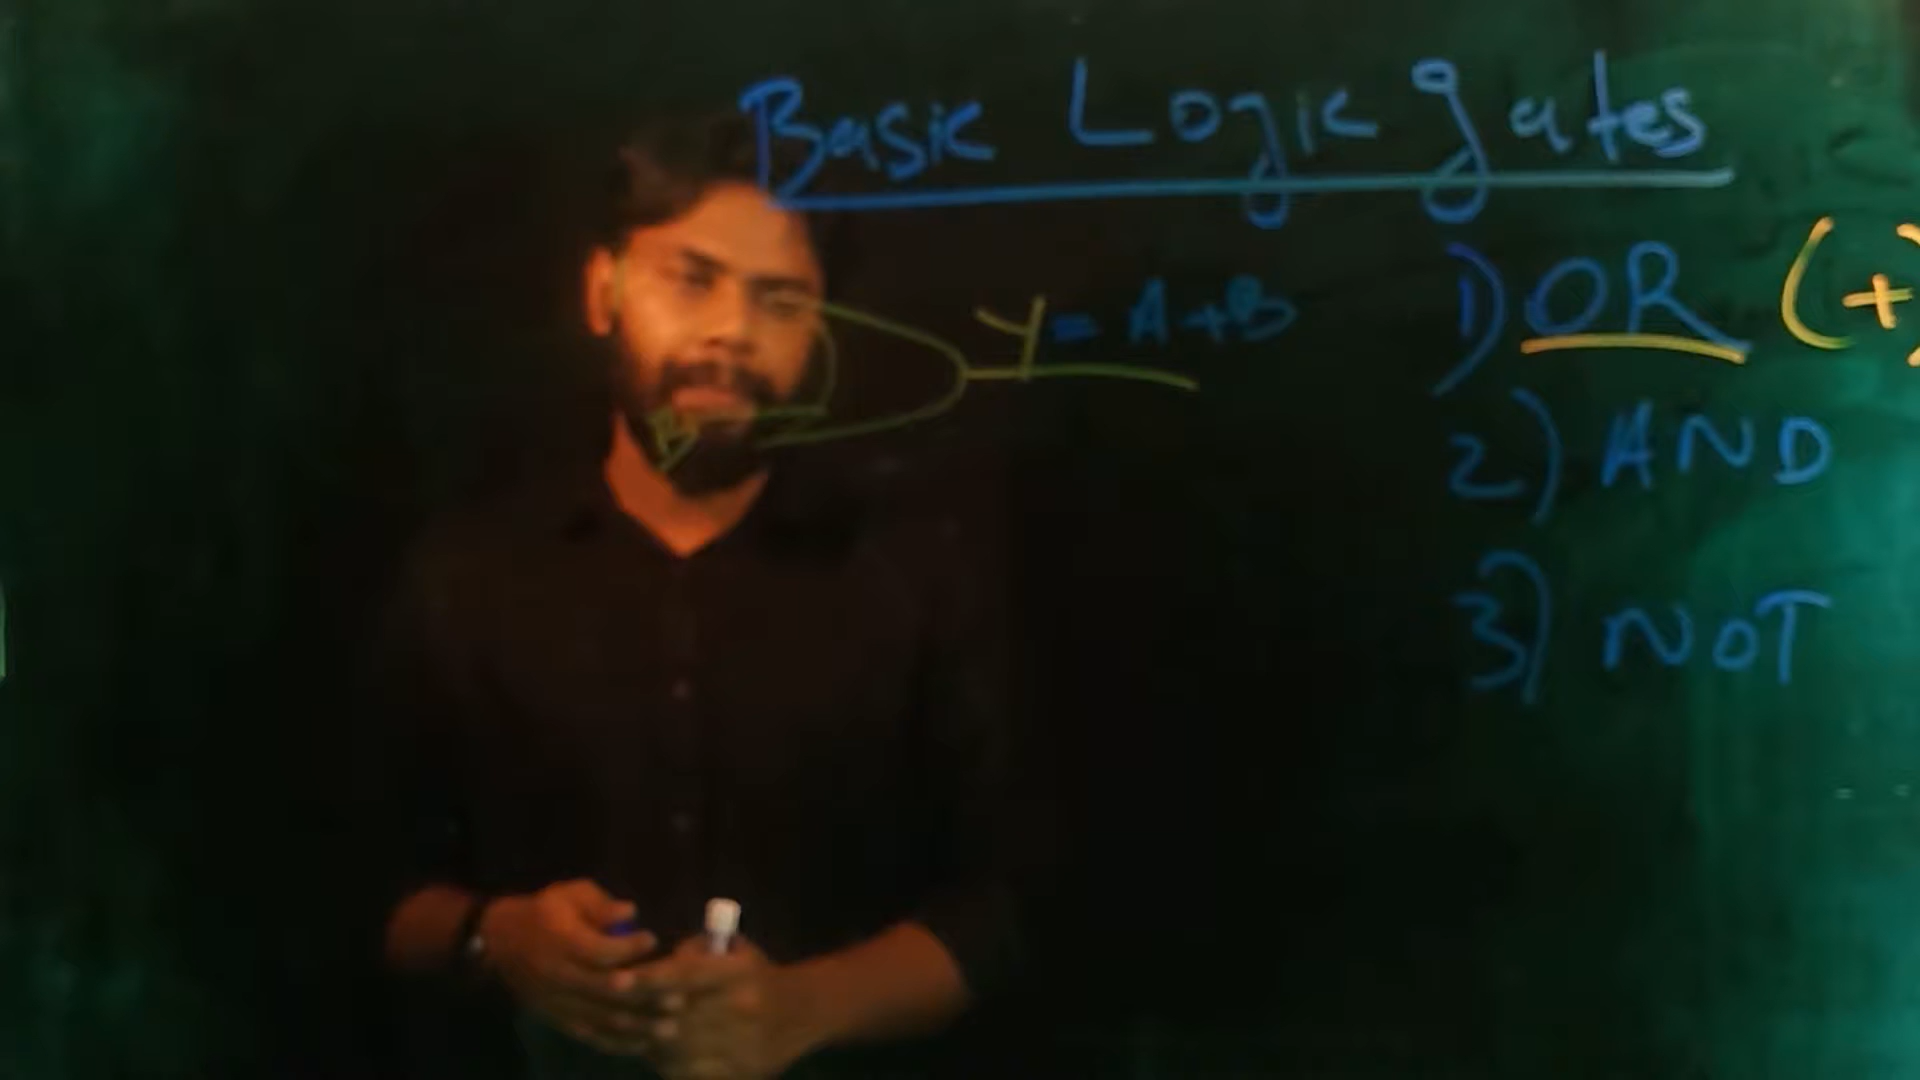 Basic Logic gates
Y = A+B
B
1) OR (+)
2) AND
3) NOT